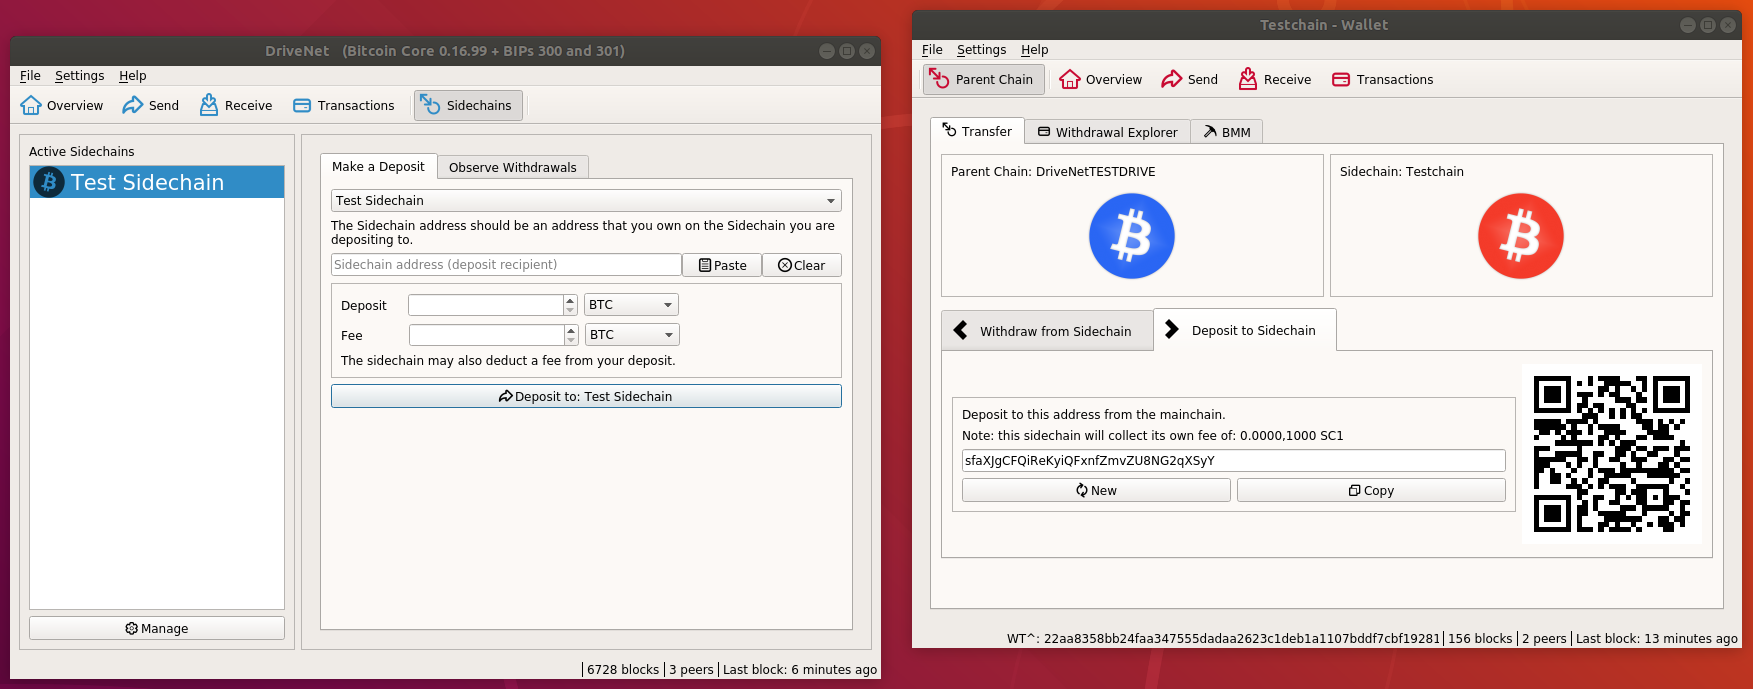 DriveNet (Bitcoin Core 0.16.99 + BIPs 300 and 301)
File Settings Help
Overview Send Receive Transactions Sidechains
Active Sidechains
Test Sidechain
Manage
Make a Deposit Observe Withdrawals
Test Sidechain
The Sidechain address should be an address that you own on the Sidechain you are
depositing to.
Sidechain address (deposit recipient) Paste Clear
Deposit BTC
Fee BTC
The sidechain may also deduct a fee from your deposit.
Deposit to: Test Sidechain
6728 blocks 3 peers Last block: 6 minutes ago
Testchain - Wallet
File Settings Help
Parent Chain Overview Send Receive Transactions
Transfer Withdrawal Explorer BMM
Parent Chain: DriveNetTESTDRIVE
Sidechain: Testchain
Withdraw from Sidechain Deposit to Sidechain
Deposit to this address from the mainchain.
Note: this sidechain will collect its own fee of: 0.0000,1000 SC1
sfaXJgCFQiReKyiQFxnfZmvZU8NG2qXSyY
New Copy
WT^: 22aa8358bb24faa347555dadaa2623c1deb1a1107bddf7cbf19281 156 blocks 2 peers Last block: 13 minutes ago